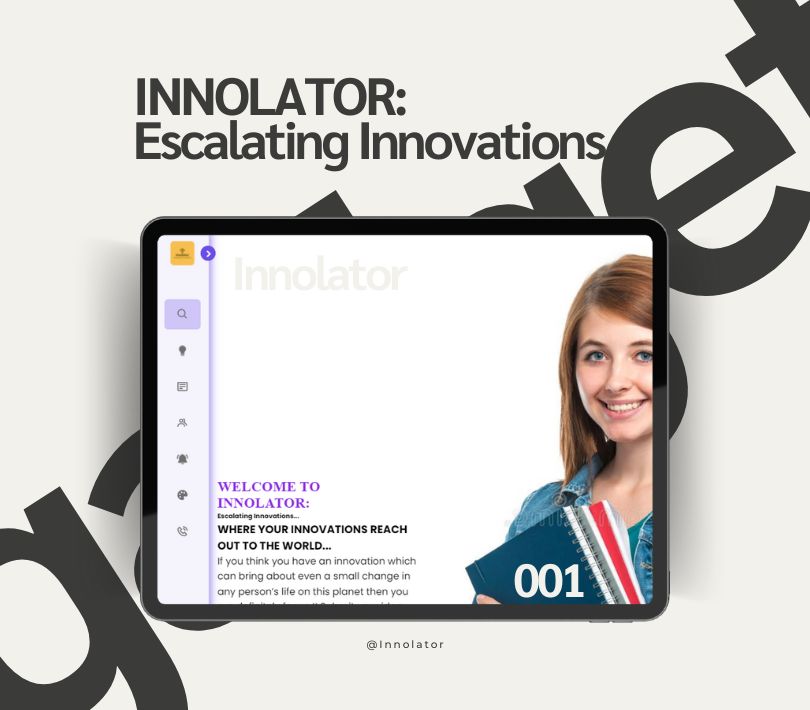 INNOLATOR:
Escalating Innovations
gadget
Innolator
WELCOME TO
INNOLATOR:
Escalating Innovations...
WHERE YOUR INNOVATIONS REACH
OUT TO THE WORLD...
If you think you have an innovation which
can bring about even a small change in
any person's life on this planet then you
001
@Innolator